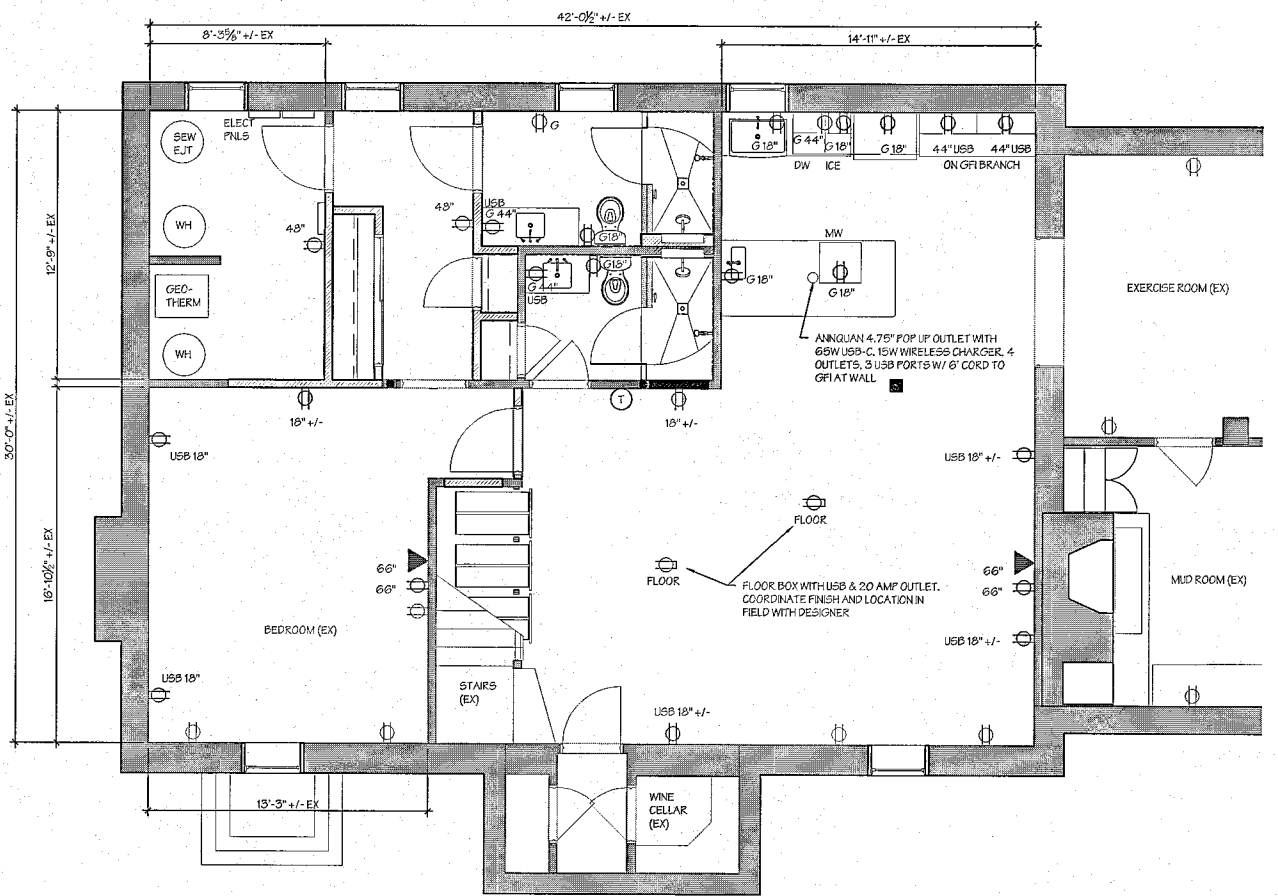 42'-0½" +/- EX
8'-3⅝" +/- EX
14'-11" +/- EX
ELECT
PNLS
SEW
EJT
G
G 18"
G 44"
G 18"
G 18"
44" USB
44" USB
DW
ICE
ON GFI BRANCH
WH
48"
48"
USB
G 44"
G18"
MW
12'-9" +/- EX
GEO-
THERM
G18"
G 44"
USB
G 18"
G 18"
EXERCISE ROOM (EX)
WH
ANNQUAN 4.75" POP UP OUTLET WITH
65W USB-C, 15W WIRELESS CHARGER, 4
OUTLETS, 3 USB PORTS W/ 6' CORD TO
GFI AT WALL
T
30'-0" +/- EX
18" +/-
18" +/-
USB 18"
USB 18" +/-
FLOOR
16'-10½" +/- EX
66"
66"
FLOOR
FLOOR BOX WITH USB & 20 AMP OUTLET.
COORDINATE FINISH AND LOCATION IN
FIELD WITH DESIGNER
66"
66"
MUD ROOM (EX)
BEDROOM (EX)
USB 18" +/-
USB 18"
STAIRS
(EX)
USB 18" +/-
13'-3" +/- EX
WINE
CELLAR
(EX)